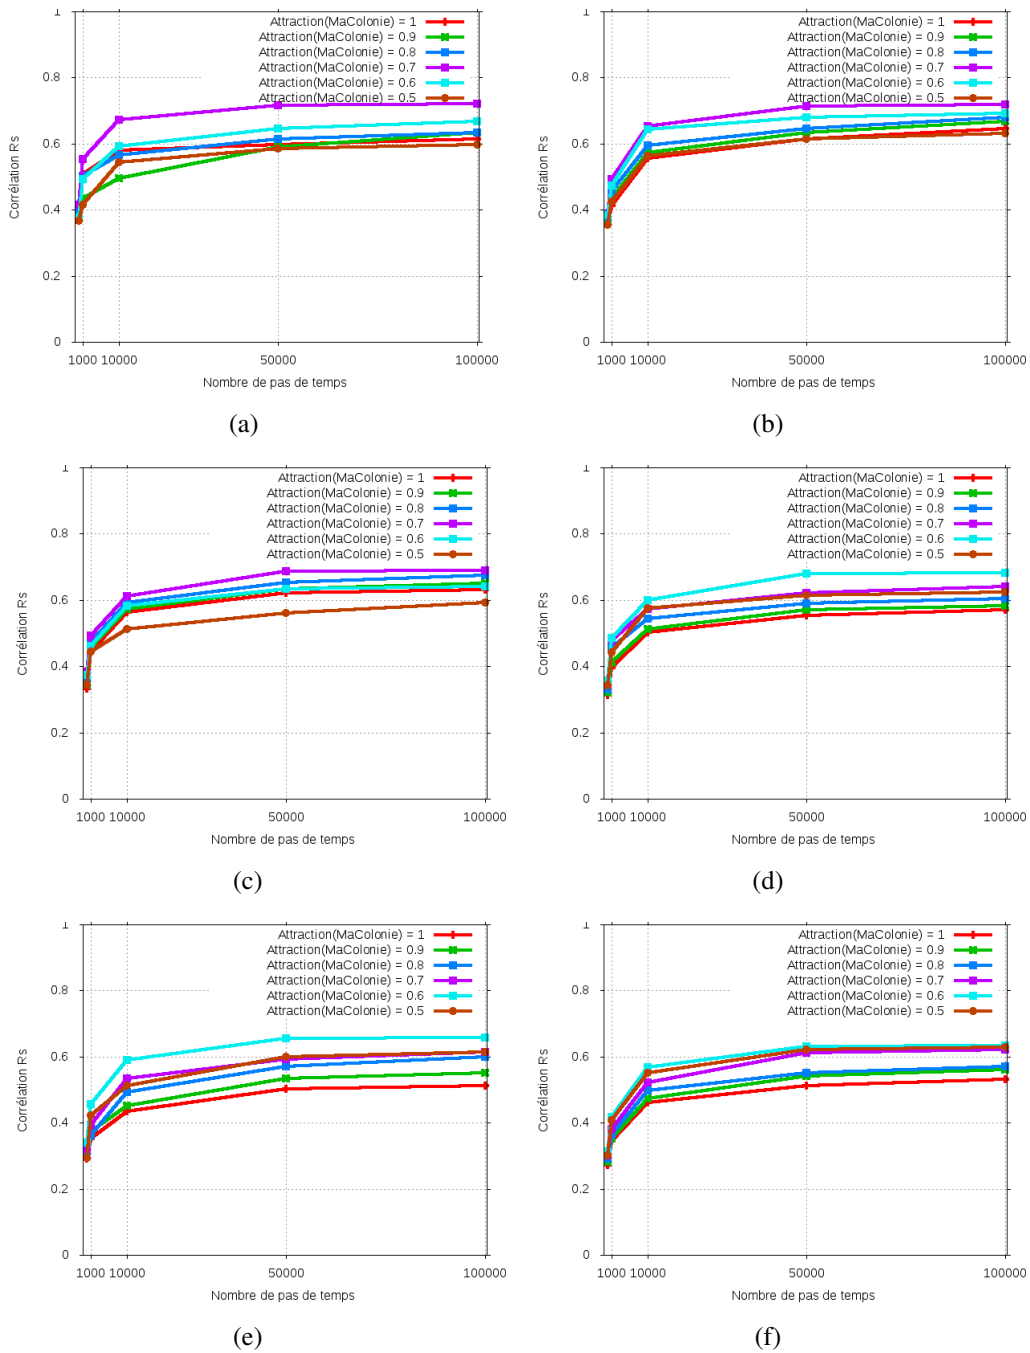 Attraction(MaColonie) = 1
Attraction(MaColonie) = 0.9
Attraction(MaColonie) = 0.8
Attraction(MaColonie) = 0.7
Attraction(MaColonie) = 0.6
Attraction(MaColonie) = 0.5
1
0.8
0.6
0.4
0.2
0
Corrélation Rs
1000 10000 50000 100000
Nombre de pas de temps
(a)
Attraction(MaColonie) = 1
Attraction(MaColonie) = 0.9
Attraction(MaColonie) = 0.8
Attraction(MaColonie) = 0.7
Attraction(MaColonie) = 0.6
Attraction(MaColonie) = 0.5
1
0.8
0.6
0.4
0.2
0
Corrélation Rs
1000 10000 50000 100000
Nombre de pas de temps
(b)
Attraction(MaColonie) = 1
Attraction(MaColonie) = 0.9
Attraction(MaColonie) = 0.8
Attraction(MaColonie) = 0.7
Attraction(MaColonie) = 0.6
Attraction(MaColonie) = 0.5
1
0.8
0.6
0.4
0.2
0
Corrélation Rs
1000 10000 50000 100000
Nombre de pas de temps
(c)
Attraction(MaColonie) = 1
Attraction(MaColonie) = 0.9
Attraction(MaColonie) = 0.8
Attraction(MaColonie) = 0.7
Attraction(MaColonie) = 0.6
Attraction(MaColonie) = 0.5
1
0.8
0.6
0.4
0.2
0
Corrélation Rs
1000 10000 50000 100000
Nombre de pas de temps
(d)
Attraction(MaColonie) = 1
Attraction(MaColonie) = 0.9
Attraction(MaColonie) = 0.8
Attraction(MaColonie) = 0.7
Attraction(MaColonie) = 0.6
Attraction(MaColonie) = 0.5
1
0.8
0.6
0.4
0.2
0
Corrélation Rs
1000 10000 50000 100000
Nombre de pas de temps
(e)
Attraction(MaColonie) = 1
Attraction(MaColonie) = 0.9
Attraction(MaColonie) = 0.8
Attraction(MaColonie) = 0.7
Attraction(MaColonie) = 0.6
Attraction(MaColonie) = 0.5
1
0.8
0.6
0.4
0.2
0
Corrélation Rs
1000 10000 50000 100000
Nombre de pas de temps
(f)